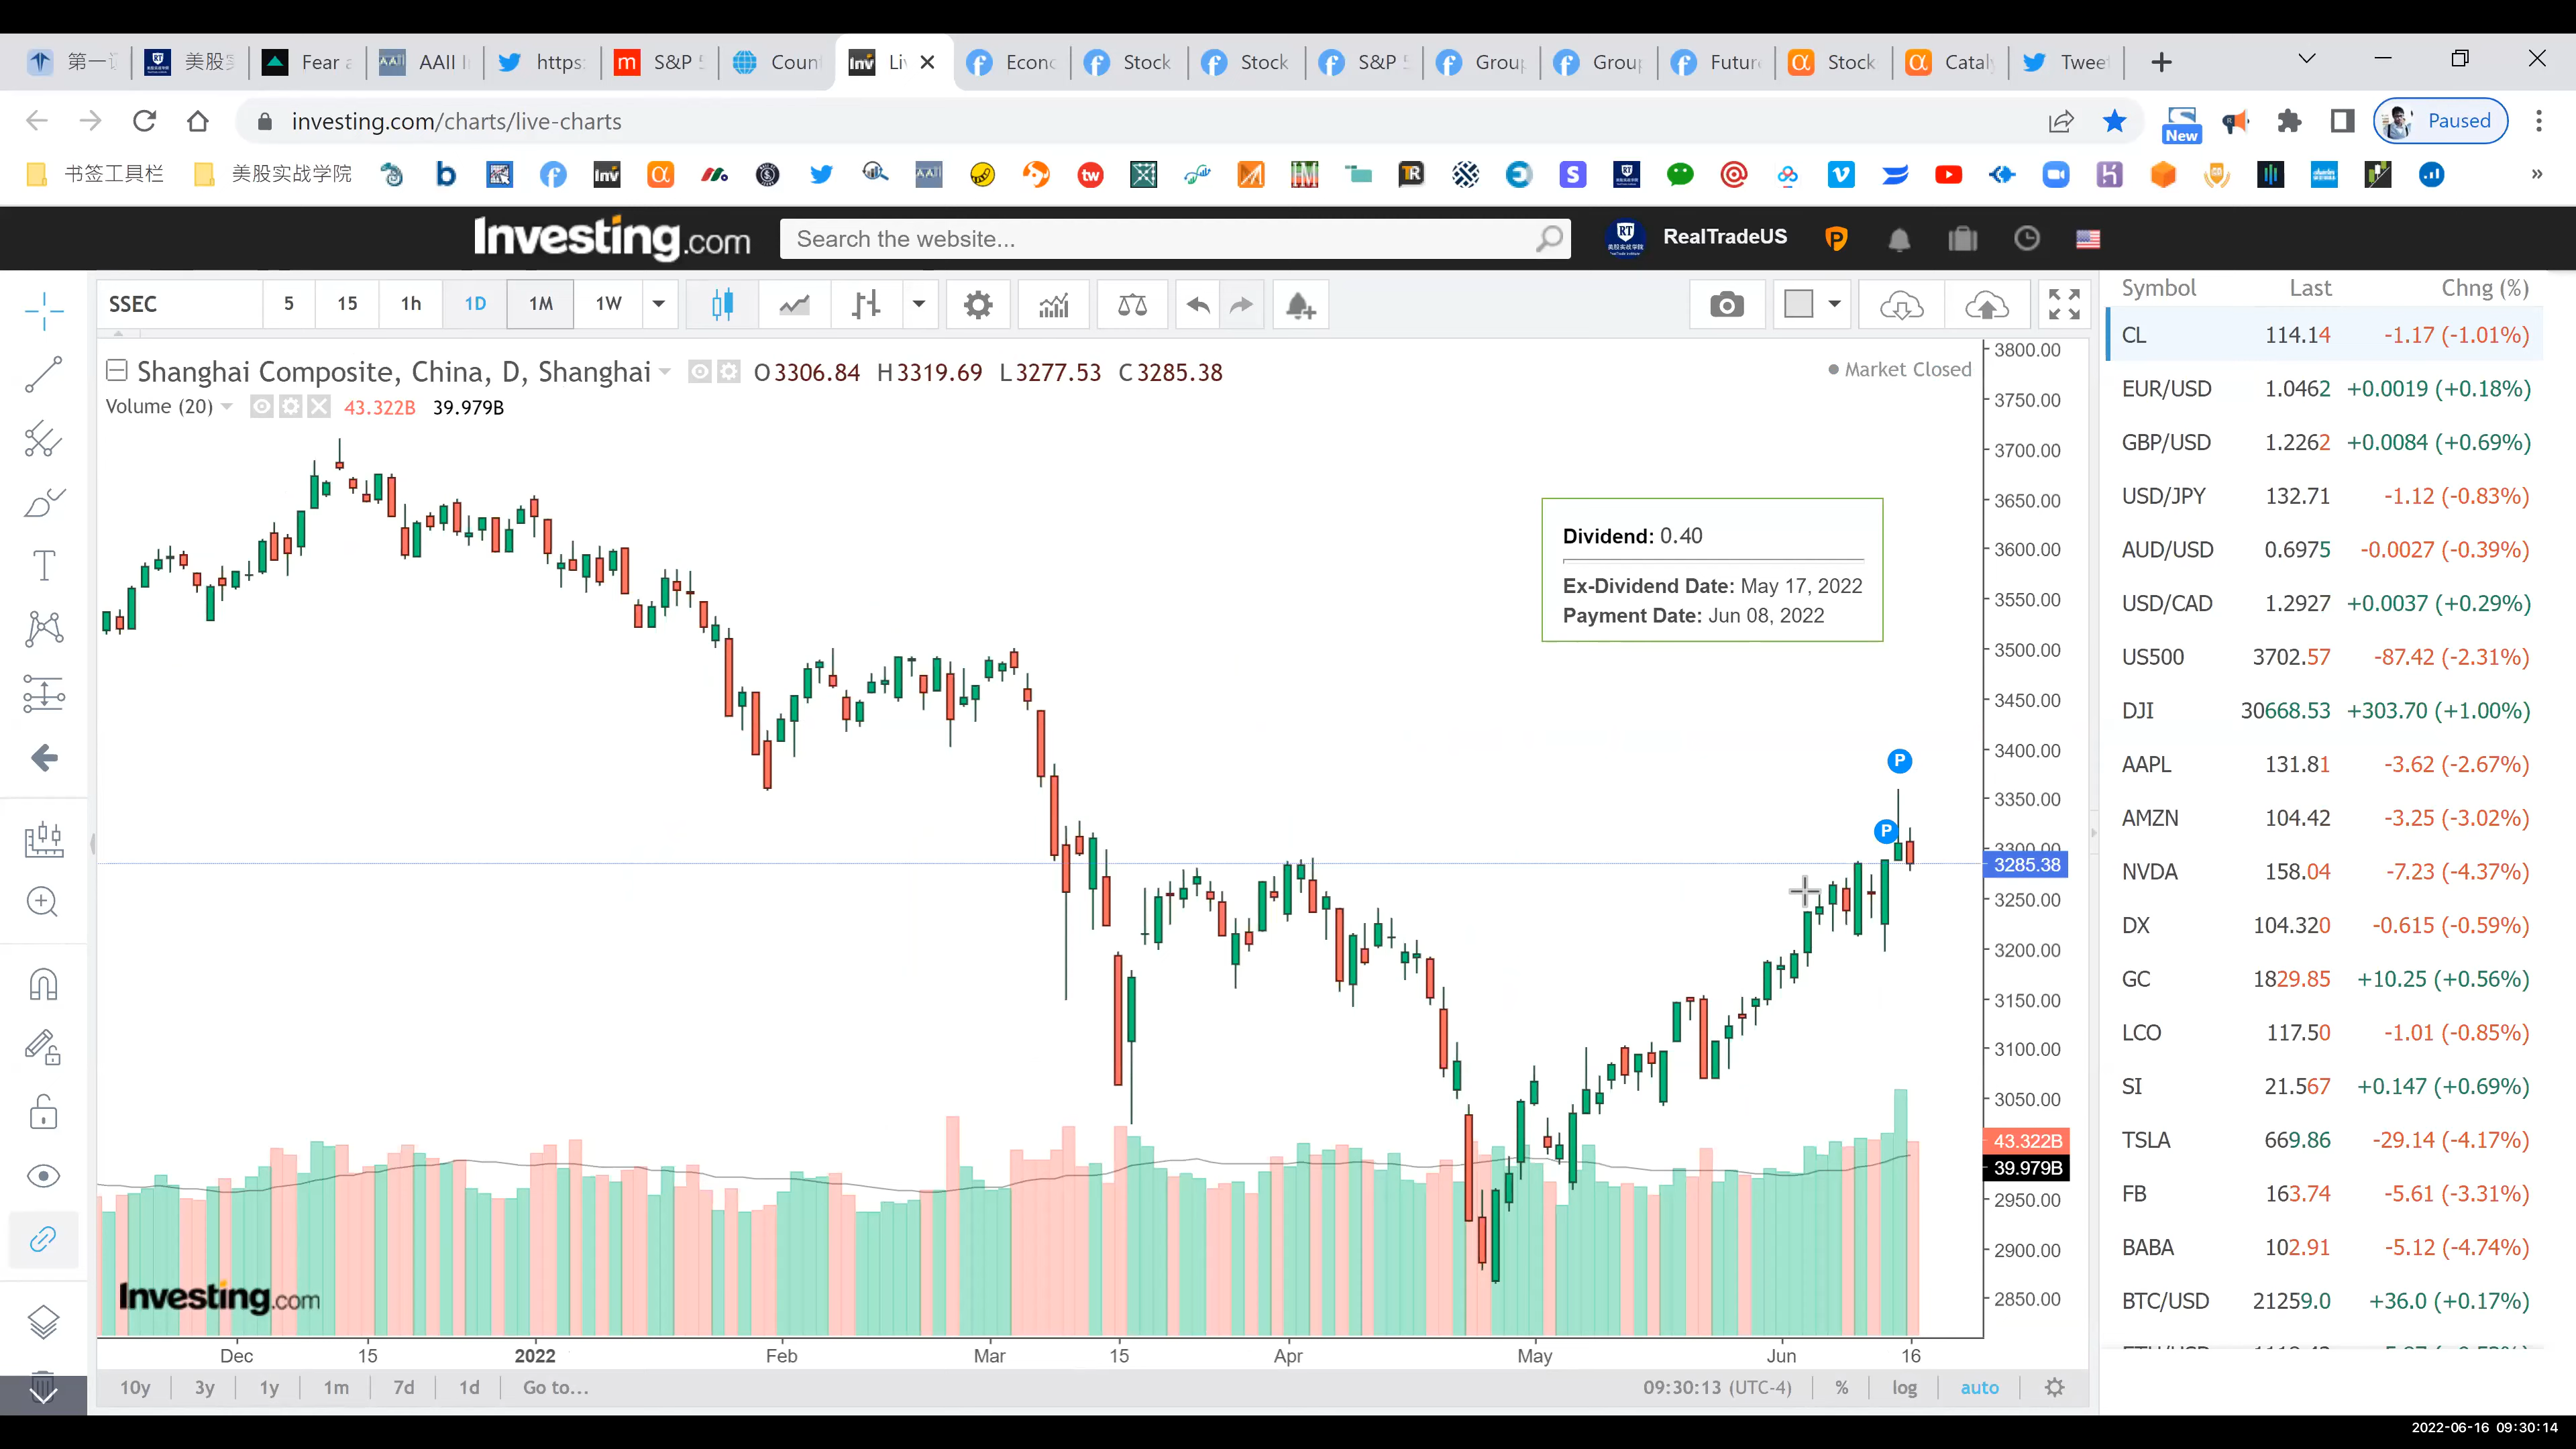 第一
美股实
Fear a
AAII I
https:
S&P 5
Coun
Li
Econo
Stock
Stock
S&P 5
Group
Group
Future
Stock
Catal
Tweet
investing.com/charts/live-charts
New
Paused
书签工具栏
美股实战学院
Investing.com
Search the website...
RealTradeUS
SSEC
5
15
1h
1D
1M
1W
Symbol Last Chng (%)
Shanghai Composite, China, D, Shanghai O3306.84 H3319.69 L3277.53 C3285.38
Market Closed
Volume (20) 43.322B 39.979B
Dividend: 0.40
Ex-Dividend Date: May 17, 2022
Payment Date: Jun 08, 2022
P
P
3800.00
3750.00
3700.00
3650.00
3600.00
3550.00
3500.00
3450.00
3400.00
3350.00
3300.00
3285.38
3250.00
3200.00
3150.00
3100.00
3050.00
43.322B
39.979B
2950.00
2900.00
2850.00
CL 114.14 -1.17 (-1.01%)
EUR/USD 1.0462 +0.0019 (+0.18%)
GBP/USD 1.2262 +0.0084 (+0.69%)
USD/JPY 132.71 -1.12 (-0.83%)
AUD/USD 0.6975 -0.0027 (-0.39%)
USD/CAD 1.2927 +0.0037 (+0.29%)
US500 3702.57 -87.42 (-2.31%)
DJI 30668.53 +303.70 (+1.00%)
AAPL 131.81 -3.62 (-2.67%)
AMZN 104.42 -3.25 (-3.02%)
NVDA 158.04 -7.23 (-4.37%)
DX 104.320 -0.615 (-0.59%)
GC 1829.85 +10.25 (+0.56%)
LCO 117.50 -1.01 (-0.85%)
SI 21.567 +0.147 (+0.69%)
TSLA 669.86 -29.14 (-4.17%)
FB 163.74 -5.61 (-3.31%)
BABA 102.91 -5.12 (-4.74%)
BTC/USD 21259.0 +36.0 (+0.17%)
Investing.com
Dec 15 2022 Feb Mar 15 Apr May Jun 16
10y 3y 1y 1m 7d 1d Go to... 09:30:13 (UTC-4) % log auto
2022-06-16 09:30:14